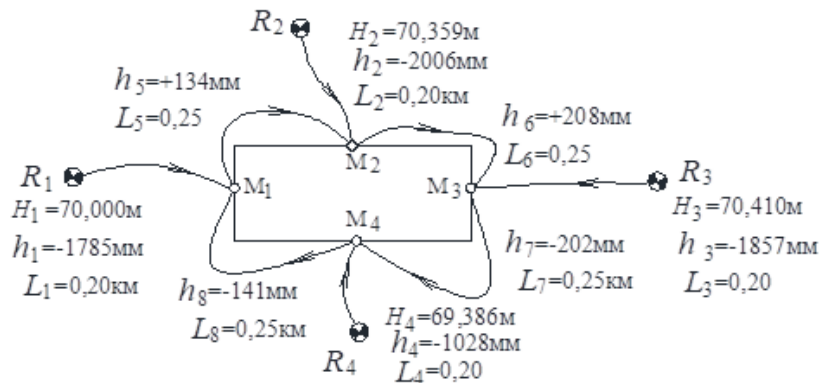 R2
H2=70,359м
h2=-2006мм
L2=0,20км
h5=+134мм
L5=0,25
h6=+208мм
L6=0,25
M2
R1
H1=70,000м
h1=-1785мм
L1=0,20км
M1
M3
R3
H3=70,410м
h3=-1857мм
L3=0,20
M4
h7=-202мм
L7=0,25км
h8=-141мм
L8=0,25км
R4
H4=69,386м
h4=-1028мм
L4=0,20